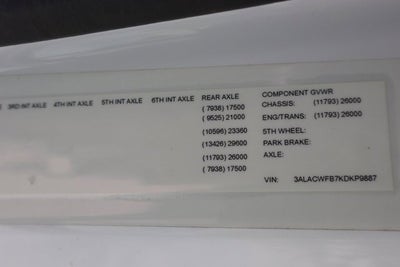 3RD INT AXLE 4TH INT AXLE 5TH INT AXLE 6TH INT AXLE REAR AXLE
(7938) 17500
(9525) 21000
(10596) 23360
(13426) 29600
(11793) 26000
(7938) 17500
COMPONENT GVWR
CHASSIS: (11793) 26000
ENG/TRANS: (11793) 26000
5TH WHEEL:
PARK BRAKE:
AXLE:
VIN: 3ALACWFB7KDKP9887